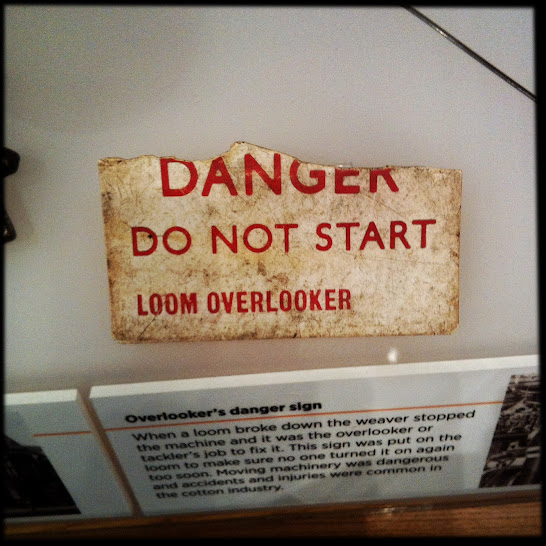 DANGER
DO NOT START
LOOM OVERLOOKER
Overlooker's danger sign
When a loom broke down the weaver stopped
the machine and it was the overlooker or
tackler's job to fix it. This sign was put on the
loom to make sure no one turned it on again
too soon. Moving machinery was dangerous
and accidents and injuries were common in
the cotton industry.